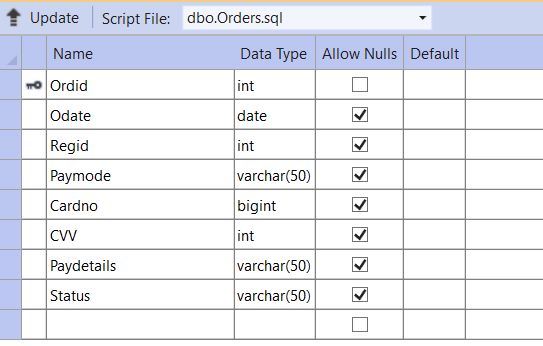 Update Script File: dbo.Orders.sql
Name Data Type Allow Nulls Default
Ordid int
Odate date
Regid int
Paymode varchar(50)
Cardno bigint
CVV int
Paydetails varchar(50)
Status varchar(50)